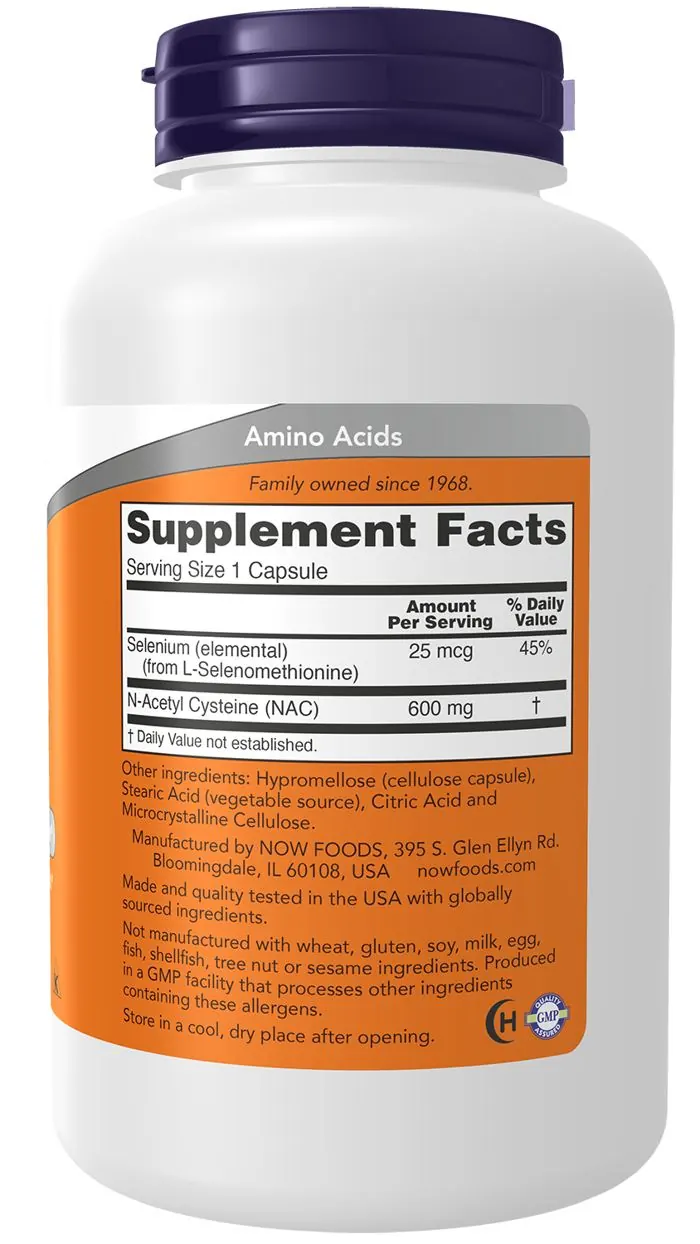 Amino Acids
Family owned since 1968.
Supplement Facts
Serving Size 1 Capsule
Amount Per Serving
% Daily Value
Selenium (elemental) 25 mcg 45%
(from L-Selenomethionine)
N-Acetyl Cysteine (NAC) 600 mg †
† Daily Value not established.
Other ingredients: Hypromellose (cellulose capsule),
Stearic Acid (vegetable source), Citric Acid and
Microcrystalline Cellulose.
Manufactured by NOW FOODS, 395 S. Glen Ellyn Rd.
Bloomingdale, IL 60108, USA nowfoods.com
Made and quality tested in the USA with globally
sourced ingredients.
Not manufactured with wheat, gluten, soy, milk, egg,
fish, shellfish, tree nut or sesame ingredients. Produced
in a GMP facility that processes other ingredients
containing these allergens.
Store in a cool, dry place after opening.
H
QUALITY
GMP
ASSURED